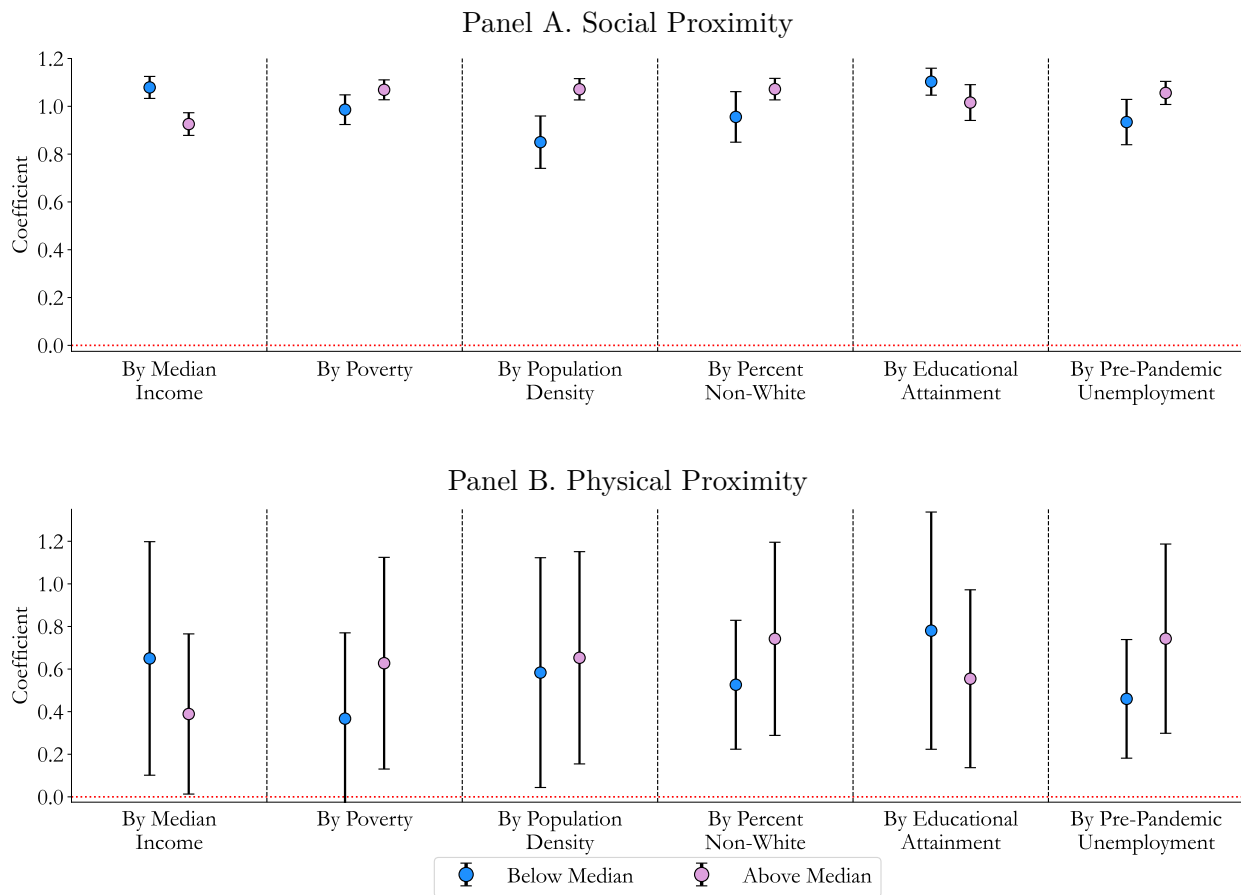 Panel A. Social Proximity
1.2
1.0
0.8
0.6
0.4
0.2
0.0
Coefficient
By Median
Income
By Poverty
By Population
Density
By Percent
Non-White
By Educational
Attainment
By Pre-Pandemic
Unemployment
Panel B. Physical Proximity
1.2
1.0
0.8
0.6
0.4
0.2
0.0
Coefficient
By Median
Income
By Poverty
By Population
Density
By Percent
Non-White
By Educational
Attainment
By Pre-Pandemic
Unemployment
Below Median
Above Median